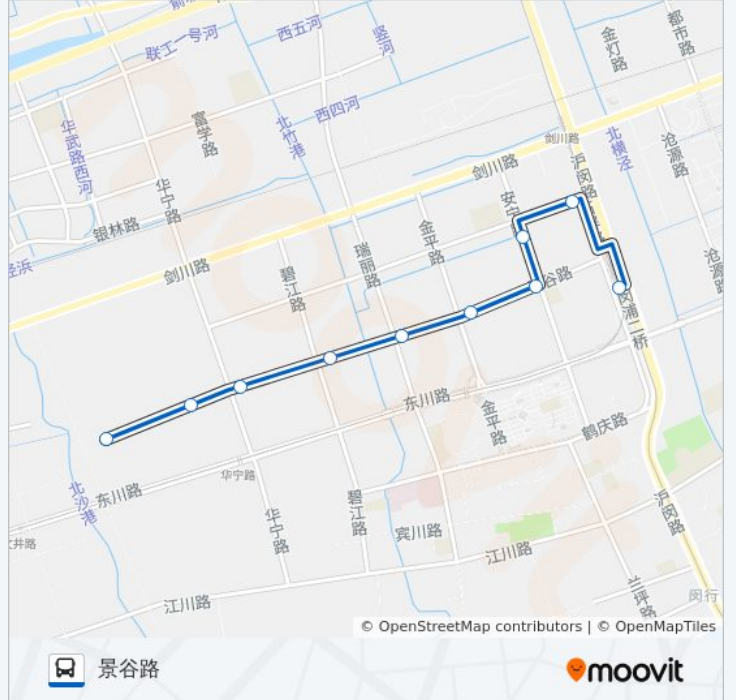 联工一号河
西五河
竖河
金灯路
都市路
华武路西河
富学路
北竹港
西四河
剑川路
北横泾
沧源路
沪闵路
剑川路
华宁路
银林路
金平路
瑞丽路
剑川路
碧江路
谷路
沧源路
泾浜
闵浦二桥
东川路
金平路
鹤庆路
华宁路
东川路
北沙港
碧江路
华宁路
宾川路
沪闵路
文井路
江川路
兰坪路
闵行
江川路
© OpenStreetMap contributors | © OpenMapTiles
景谷路
moovit